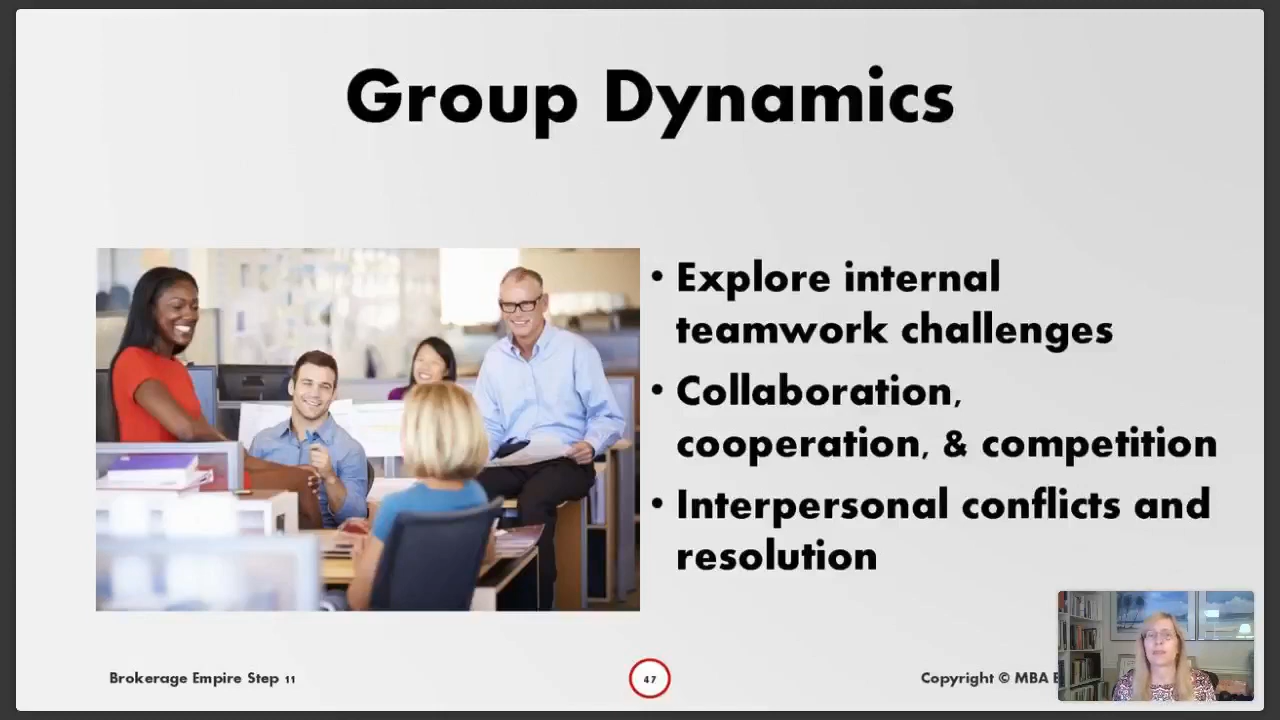 Group Dynamics
• Explore internal
teamwork challenges
• Collaboration,
cooperation, & competition
• Interpersonal conflicts and
resolution
Brokerage Empire Step 11
47
Copyright © MBA